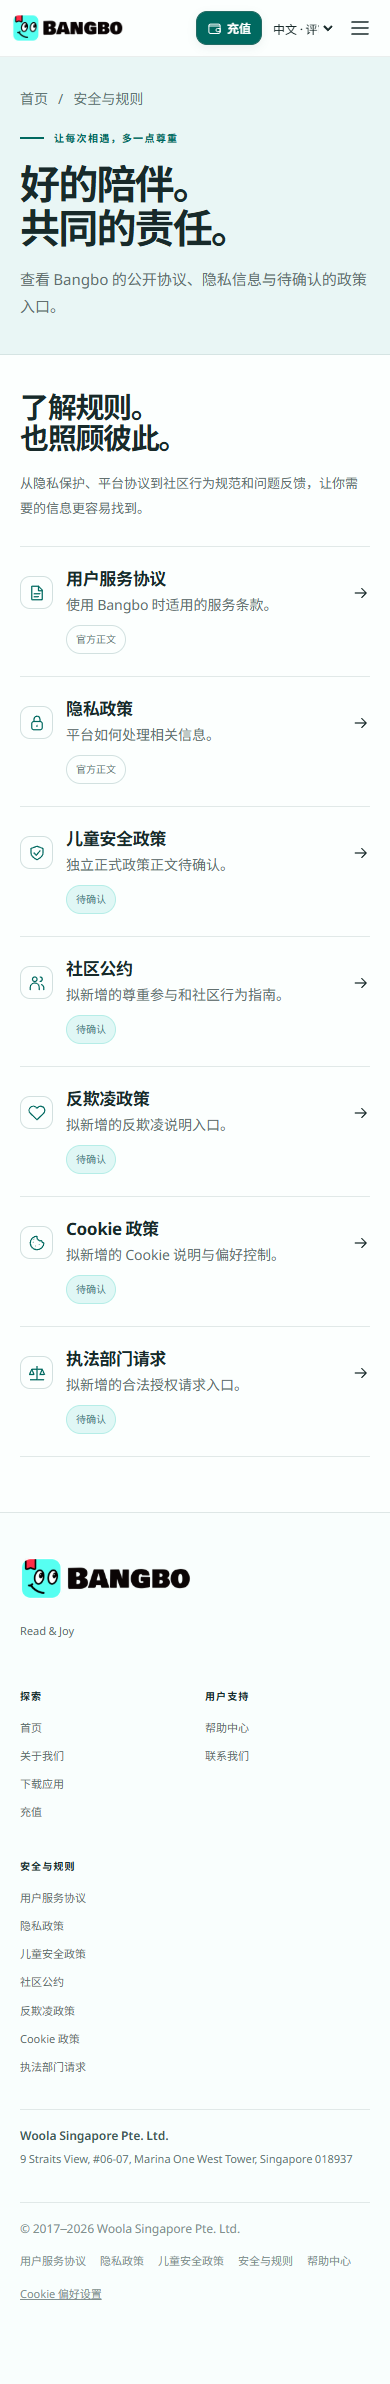 BANGBO
充值
中文 · 评
首页 / 安全与规则
让每次相遇，多一点尊重
好的陪伴。
共同的责任。
查看 Bangbo 的公开协议、隐私信息与待确认的政策
入口。
了解规则。
也照顾彼此。
从隐私保护、平台协议到社区行为规范和问题反馈，让你需
要的信息更容易找到。
用户服务协议
使用 Bangbo 时适用的服务条款。
官方正文
隐私政策
平台如何处理相关信息。
官方正文
儿童安全政策
独立正式政策正文待确认。
待确认
社区公约
拟新增的尊重参与和社区行为指南。
待确认
反欺凌政策
拟新增的反欺凌说明入口。
待确认
Cookie 政策
拟新增的 Cookie 说明与偏好控制。
待确认
执法部门请求
拟新增的合法授权请求入口。
待确认
BANGBO
Read & Joy
探索
首页
关于我们
下载应用
充值
用户支持
帮助中心
联系我们
安全与规则
用户服务协议
隐私政策
儿童安全政策
社区公约
反欺凌政策
Cookie 政策
执法部门请求
Woola Singapore Pte. Ltd.
9 Straits View, #06-07, Marina One West Tower, Singapore 018937
© 2017–2026 Woola Singapore Pte. Ltd.
用户服务协议 隐私政策 儿童安全政策 安全与规则 帮助中心
Cookie 偏好设置